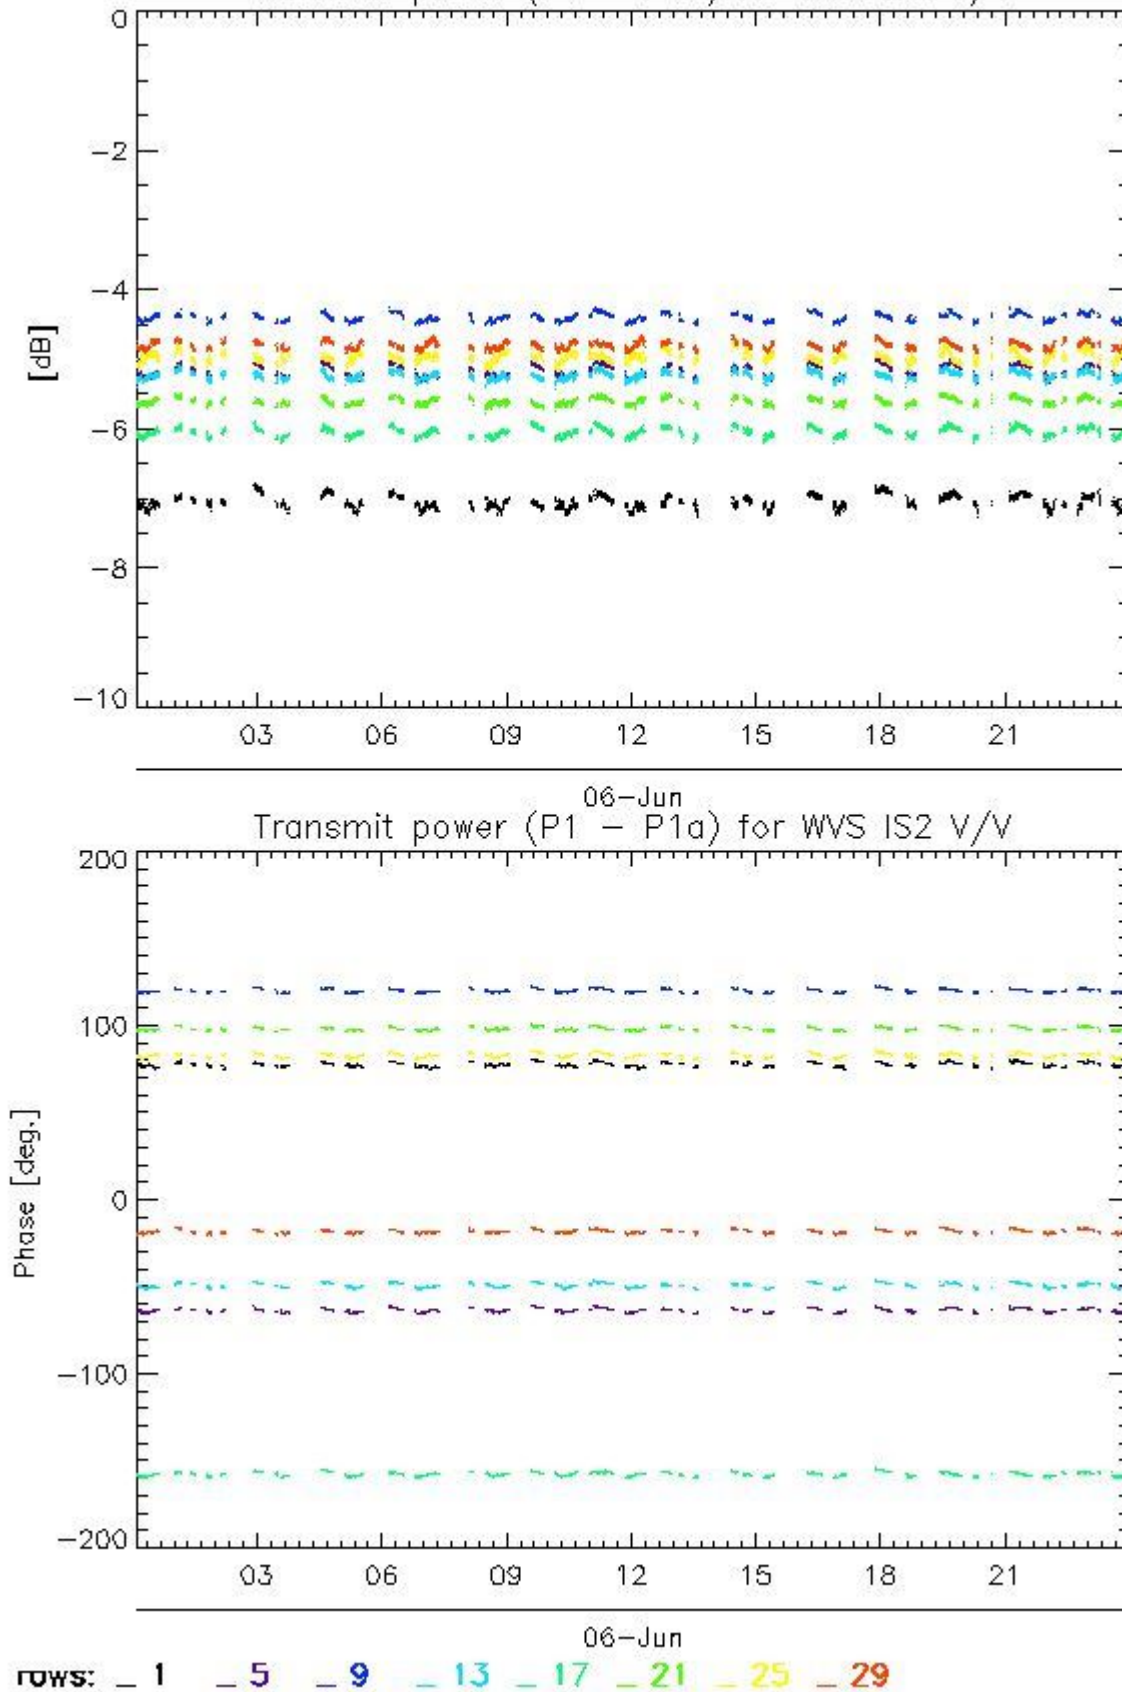 0
-2
-4
[dB]
-6
-8
-10
03 06 09 12 15 18 21
06-Jun
Transmit power (P1 - P1a) for WVS IS2 V/V
200
100
0
Phase [deg.]
-100
-200
03 06 09 12 15 18 21
06-Jun
rows: _ 1 _ 5 _ 9 _ 13 _ 17 _ 21 _ 25 _ 29